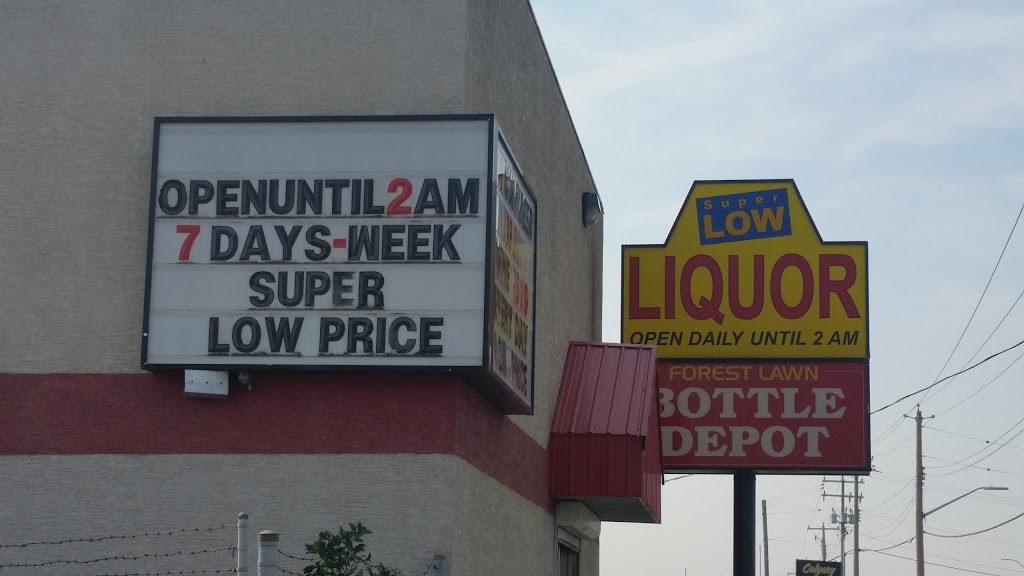 OPENUNTIL2AM
7 DAYS-WEEK
SUPER
LOW PRICE
Super
LOW
LIQUOR
OPEN DAILY UNTIL 2 AM
FOREST LAWN
BOTTLE
DEPOT
Calgary